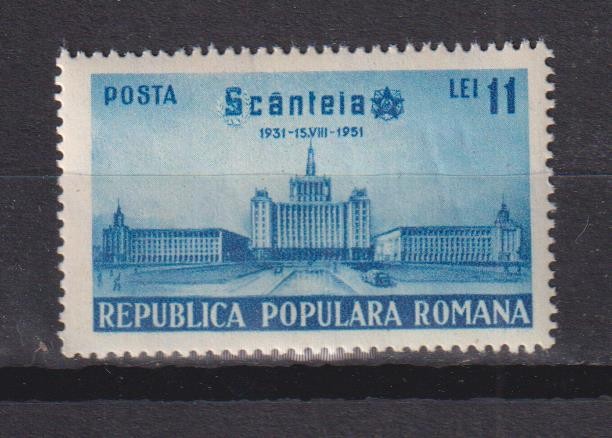 POSTA Scânteia LEI 11
1931-15.VIII-1951
REPUBLICA POPULARA ROMANA